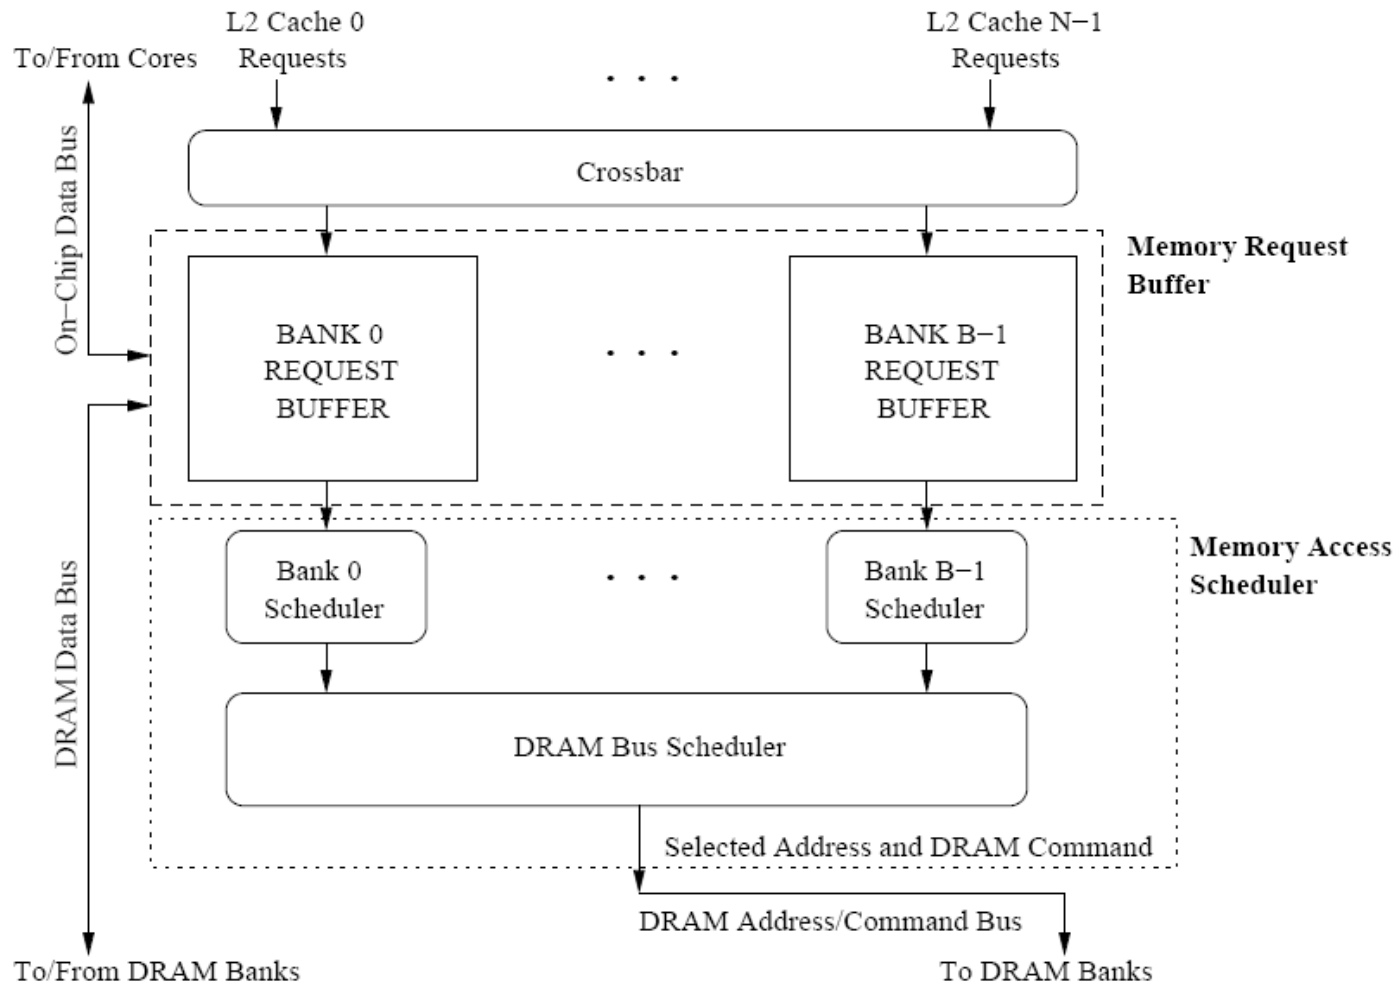 L2 Cache 0
Requests
L2 Cache N−1
Requests
To/From Cores
. . .
Crossbar
On−Chip Data Bus
Memory Request
Buffer
BANK 0
REQUEST
BUFFER
. . .
BANK B−1
REQUEST
BUFFER
Memory Access
Scheduler
Bank 0
Scheduler
. . .
Bank B−1
Scheduler
DRAM Data Bus
DRAM Bus Scheduler
Selected Address and DRAM Command
DRAM Address/Command Bus
To/From DRAM Banks
To DRAM Banks